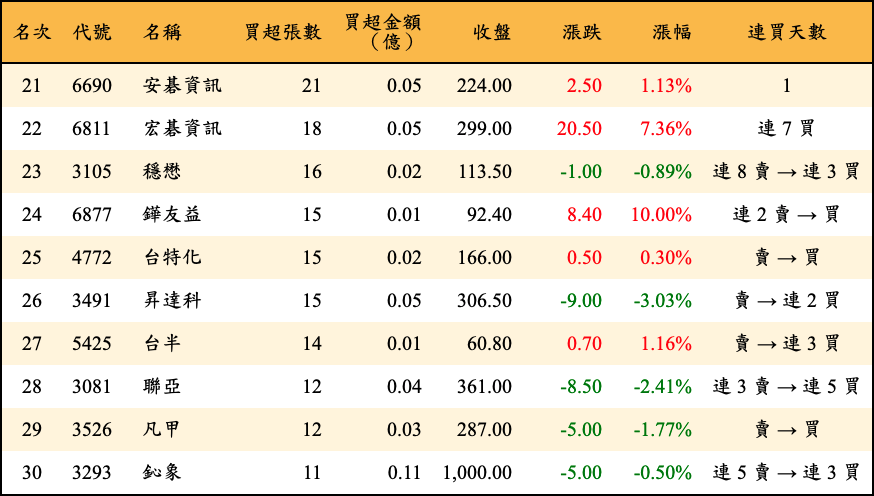 名次 代號 名稱 買超張數 買超金額（億） 收盤 漲跌 漲幅 連買天數
21 6690 安碁資訊 21 0.05 224.00 2.50 1.13% 1
22 6811 宏碁資訊 18 0.05 299.00 20.50 7.36% 連 7 買
23 3105 穩懋 16 0.02 113.50 -1.00 -0.89% 連 8 賣 → 連 3 買
24 6877 鏵友益 15 0.01 92.40 8.40 10.00% 連 2 賣 → 買
25 4772 台特化 15 0.02 166.00 0.50 0.30% 賣 → 買
26 3491 昇達科 15 0.05 306.50 -9.00 -3.03% 賣 → 連 2 買
27 5425 台半 14 0.01 60.80 0.70 1.16% 賣 → 連 3 買
28 3081 聯亞 12 0.04 361.00 -8.50 -2.41% 連 3 賣 → 連 5 買
29 3526 凡甲 12 0.03 287.00 -5.00 -1.77% 賣 → 買
30 3293 鈊象 11 0.11 1,000.00 -5.00 -0.50% 連 5 賣 → 連 3 買